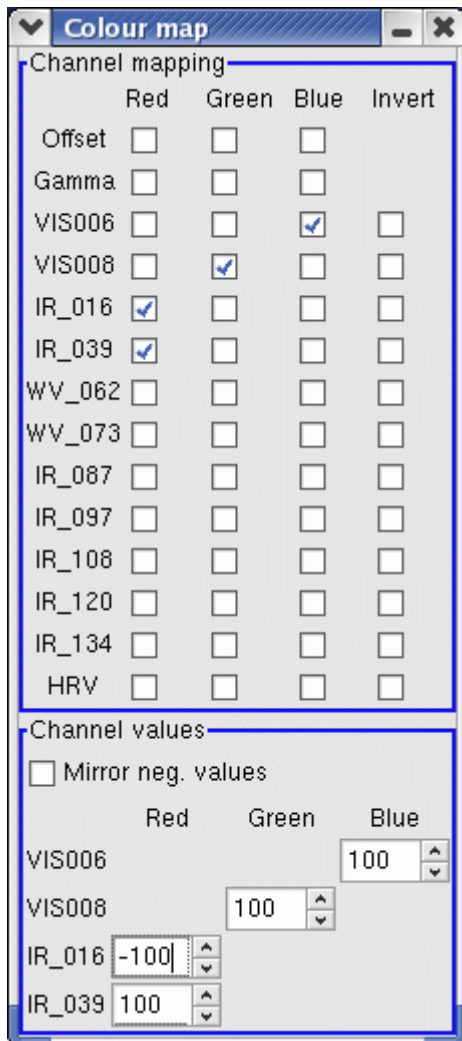 Colour map
Channel mapping
Red Green Blue Invert
Offset
Gamma
VIS006
VIS008
IR_016
IR_039
WV_062
WV_073
IR_087
IR_097
IR_108
IR_120
IR_134
HRV
Channel values
Mirror neg. values
Red Green Blue
VIS006 100
VIS008 100
IR_016 -100
IR_039 100